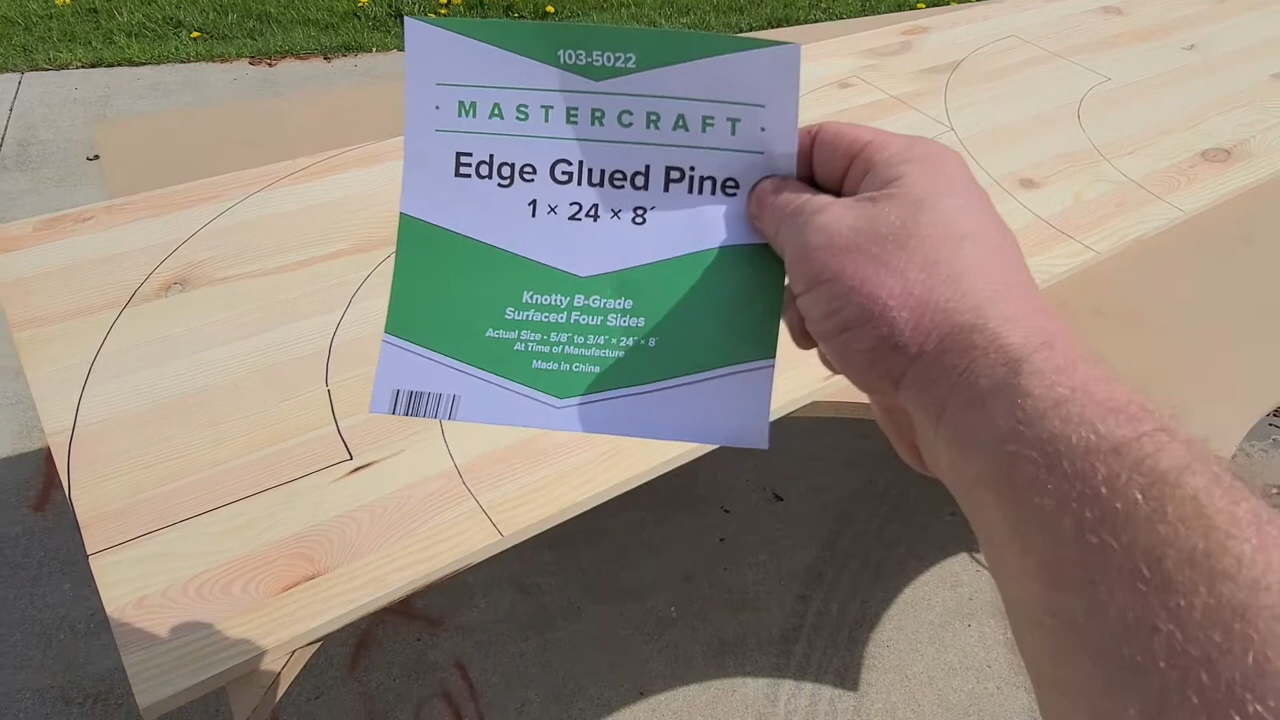 103-5022
· MASTERCRAFT ·
Edge Glued Pine
1 × 24 × 8′
Knotty B-Grade
Surfaced Four Sides
Actual Size - 5/8″ to 3/4″ × 24″ × 8′
At Time of Manufacture
Made in China